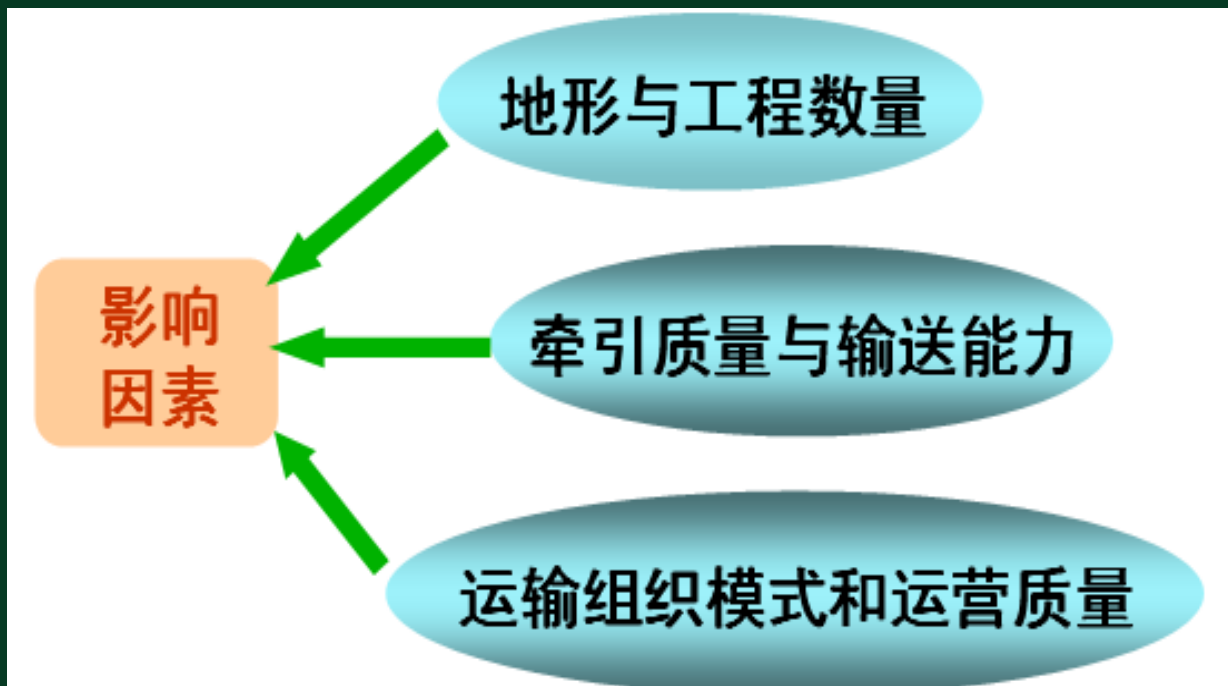 地形与工程数量
影响
因素
牵引质量与输送能力
运输组织模式和运营质量